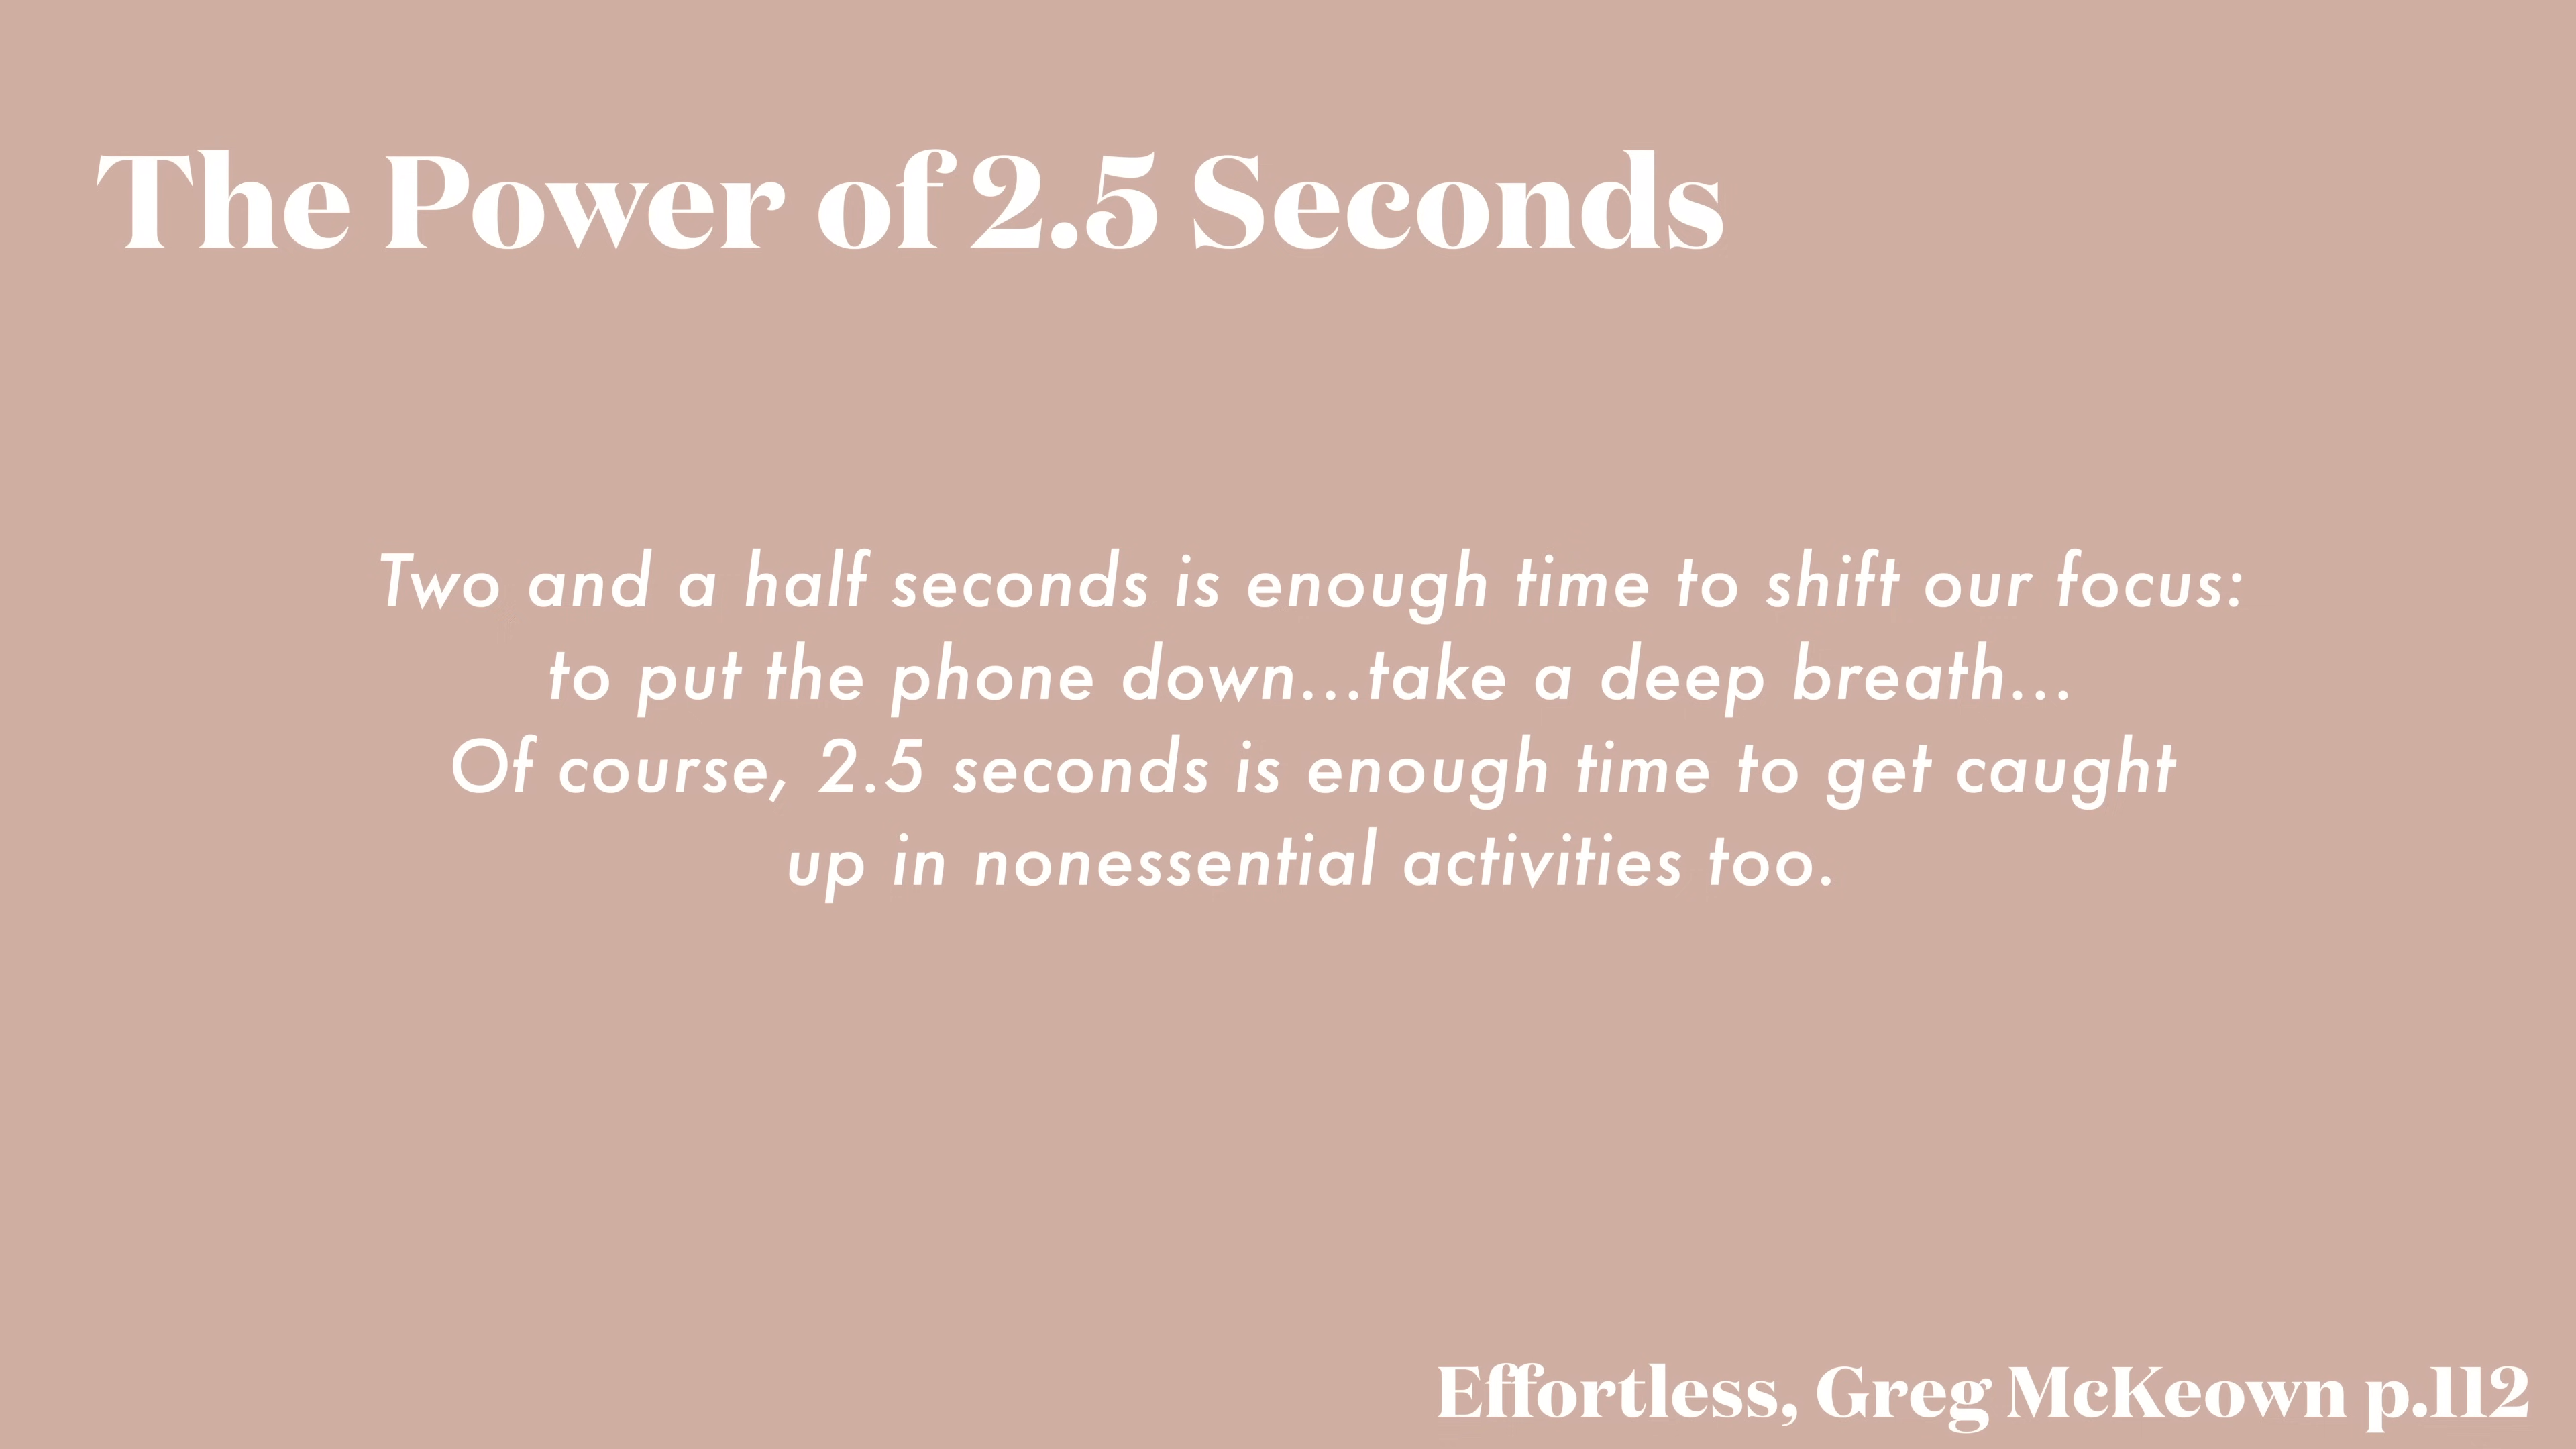 The Power of 2.5 Seconds
Two and a half seconds is enough time to shift our focus:
to put the phone down...take a deep breath...
Of course, 2.5 seconds is enough time to get caught
up in nonessential activities too.
Effortless, Greg McKeown p.112